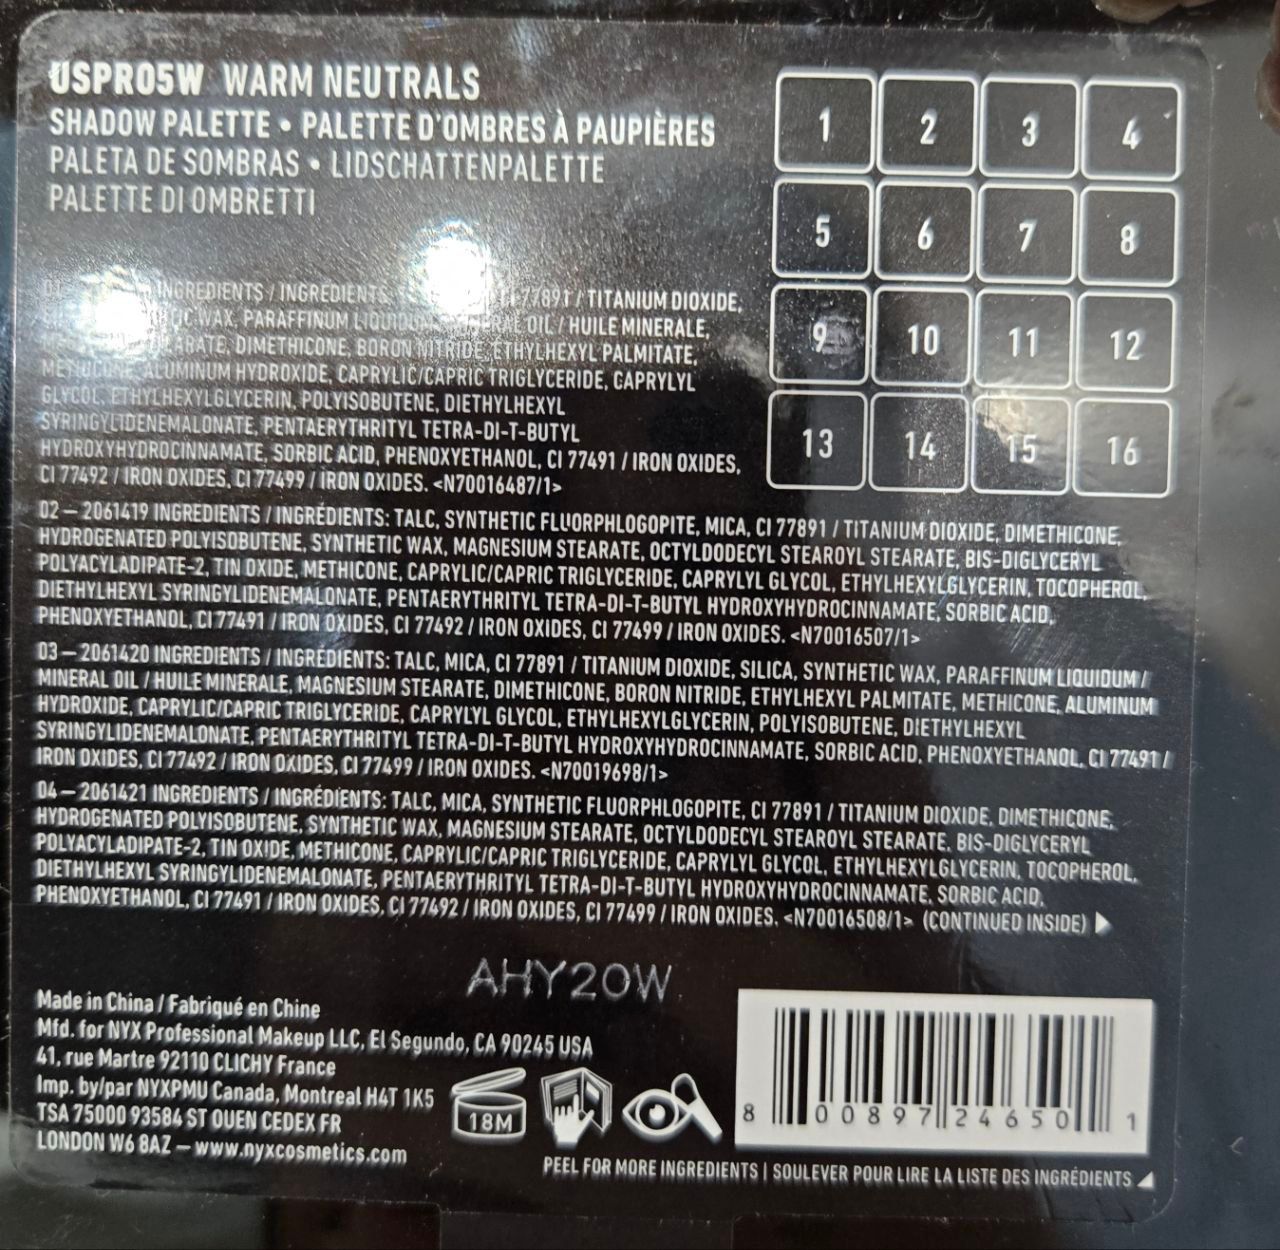 USPRO5W WARM NEUTRALS
SHADOW PALETTE • PALETTE D'OMBRES À PAUPIÈRES
PALETA DE SOMBRAS • LIDSCHATTENPALETTE
PALETTE DI OMBRETTI
1 2 3 4
5 6 7 8
9 10 11 12
13 14 15 16
INGREDIENTS / INGRÉDIENTS 77891 / TITANIUM DIOXIDE,
WAX, PARAFFINUM LIQUIDUM OIL / HUILE MINERALE,
DIMETHICONE, BORON NITRIDE, ETHYLHEXYL PALMITATE,
METHICONE, ALUMINUM HYDROXIDE, CAPRYLIC/CAPRIC TRIGLYCERIDE, CAPRYLYL
GLYCOL, ETHYLHEXYLGLYCERIN, POLYISOBUTENE, DIETHYLHEXYL
SYRINGYLIDENEMALONATE, PENTAERYTHRITYL TETRA-DI-T-BUTYL
HYDROXYHYDROCINNAMATE, SORBIC ACID, PHENOXYETHANOL, CI 77491 / IRON OXIDES,
CI 77492 / IRON OXIDES, CI 77499 / IRON OXIDES. <N70016487/1>
02 – 2061419 INGREDIENTS / INGRÉDIENTS: TALC, SYNTHETIC FLUORPHLOGOPITE, MICA, CI 77891 / TITANIUM DIOXIDE, DIMETHICONE,
HYDROGENATED POLYISOBUTENE, SYNTHETIC WAX, MAGNESIUM STEARATE, OCTYLDODECYL STEAROYL STEARATE, BIS-DIGLYCERYL
POLYACYLADIPATE-2, TIN OXIDE, METHICONE, CAPRYLIC/CAPRIC TRIGLYCERIDE, CAPRYLYL GLYCOL, ETHYLHEXYLGLYCERIN, TOCOPHEROL,
DIETHYLHEXYL SYRINGYLIDENEMALONATE, PENTAERYTHRITYL TETRA-DI-T-BUTYL HYDROXYHYDROCINNAMATE, SORBIC ACID,
PHENOXYETHANOL, CI 77491 / IRON OXIDES, CI 77492 / IRON OXIDES, CI 77499 / IRON OXIDES. <N70016507/1>
03 – 2061420 INGREDIENTS / INGRÉDIENTS: TALC, MICA, CI 77891 / TITANIUM DIOXIDE, SILICA, SYNTHETIC WAX, PARAFFINUM LIQUIDUM /
MINERAL OIL / HUILE MINERALE, MAGNESIUM STEARATE, DIMETHICONE, BORON NITRIDE, ETHYLHEXYL PALMITATE, METHICONE, ALUMINUM
HYDROXIDE, CAPRYLIC/CAPRIC TRIGLYCERIDE, CAPRYLYL GLYCOL, ETHYLHEXYLGLYCERIN, POLYISOBUTENE, DIETHYLHEXYL
SYRINGYLIDENEMALONATE, PENTAERYTHRITYL TETRA-DI-T-BUTYL HYDROXYHYDROCINNAMATE, SORBIC ACID, PHENOXYETHANOL, CI 77491 /
IRON OXIDES, CI 77492 / IRON OXIDES, CI 77499 / IRON OXIDES. <N70019698/1>
04 – 2061421 INGREDIENTS / INGRÉDIENTS: TALC, MICA, SYNTHETIC FLUORPHLOGOPITE, CI 77891 / TITANIUM DIOXIDE, DIMETHICONE,
HYDROGENATED POLYISOBUTENE, SYNTHETIC WAX, MAGNESIUM STEARATE, OCTYLDODECYL STEAROYL STEARATE, BIS-DIGLYCERYL
POLYACYLADIPATE-2, TIN OXIDE, METHICONE, CAPRYLIC/CAPRIC TRIGLYCERIDE, CAPRYLYL GLYCOL, ETHYLHEXYLGLYCERIN, TOCOPHEROL,
DIETHYLHEXYL SYRINGYLIDENEMALONATE, PENTAERYTHRITYL TETRA-DI-T-BUTYL HYDROXYHYDROCINNAMATE, SORBIC ACID,
PHENOXYETHANOL, CI 77491 / IRON OXIDES, CI 77492 / IRON OXIDES, CI 77499 / IRON OXIDES. <N70016508/1> (CONTINUED INSIDE)
AHY20W
Made in China / Fabriqué en Chine
Mfd. for NYX Professional Makeup LLC, El Segundo, CA 90245 USA
41, rue Martre 92110 CLICHY France
Imp. by/par NYXPMU Canada, Montreal H4T 1K5
TSA 75000 93584 ST OUEN CEDEX FR
LONDON W6 8AZ – www.nyxcosmetics.com
18M
8 00897 24650 1
PEEL FOR MORE INGREDIENTS | SOULEVER POUR LIRE LA LISTE DES INGRÉDIENTS